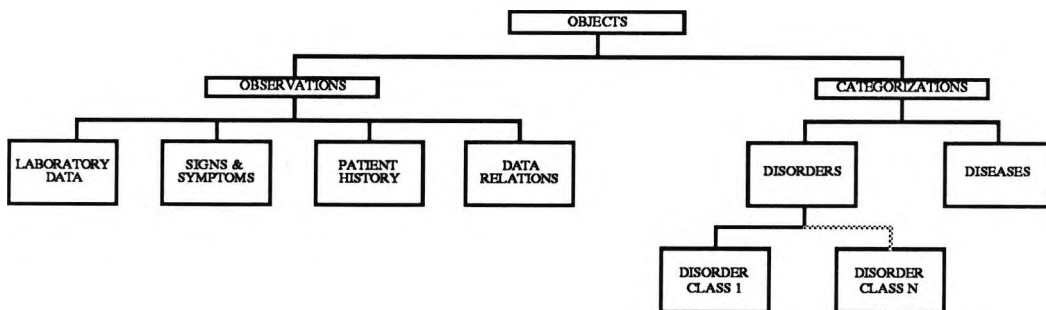 OBJECTS
OBSERVATIONS
CATEGORIZATIONS
LABORATORY
DATA
SIGNS &
SYMPTOMS
PATIENT
HISTORY
DATA
RELATIONS
DISORDERS
DISEASES
DISORDER
CLASS 1
DISORDER
CLASS N